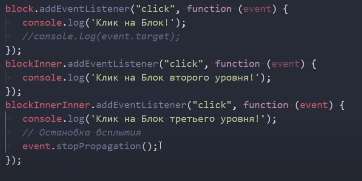 block.addEventListener("click", function (event) {
console.log('Клик на Блок!');
//console.log(event.target);
});
blockInner.addEventListener("click", function (event) {
console.log('Клик на Блок второго уровня!');
});
blockInnerInner.addEventListener("click", function (event) {
console.log('Клик на Блок третьего уровня!');
// Остановка всплытия
event.stopPropagation();
});